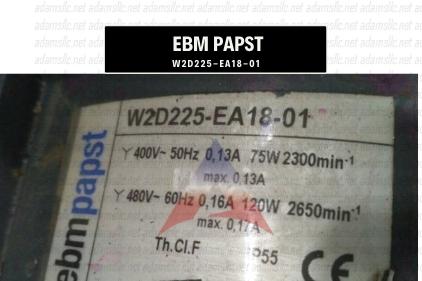 EBM PAPST
W2D225-EA18-01
ebmpapst
W2D225-EA18-01
Y 400V~ 50Hz 0,13A 75W 2300min-1
max. 0,13A
Y 480V~ 60Hz 0,16A 120W 2650min-1
max. 0,17A
Th.Cl.F
P55
CE